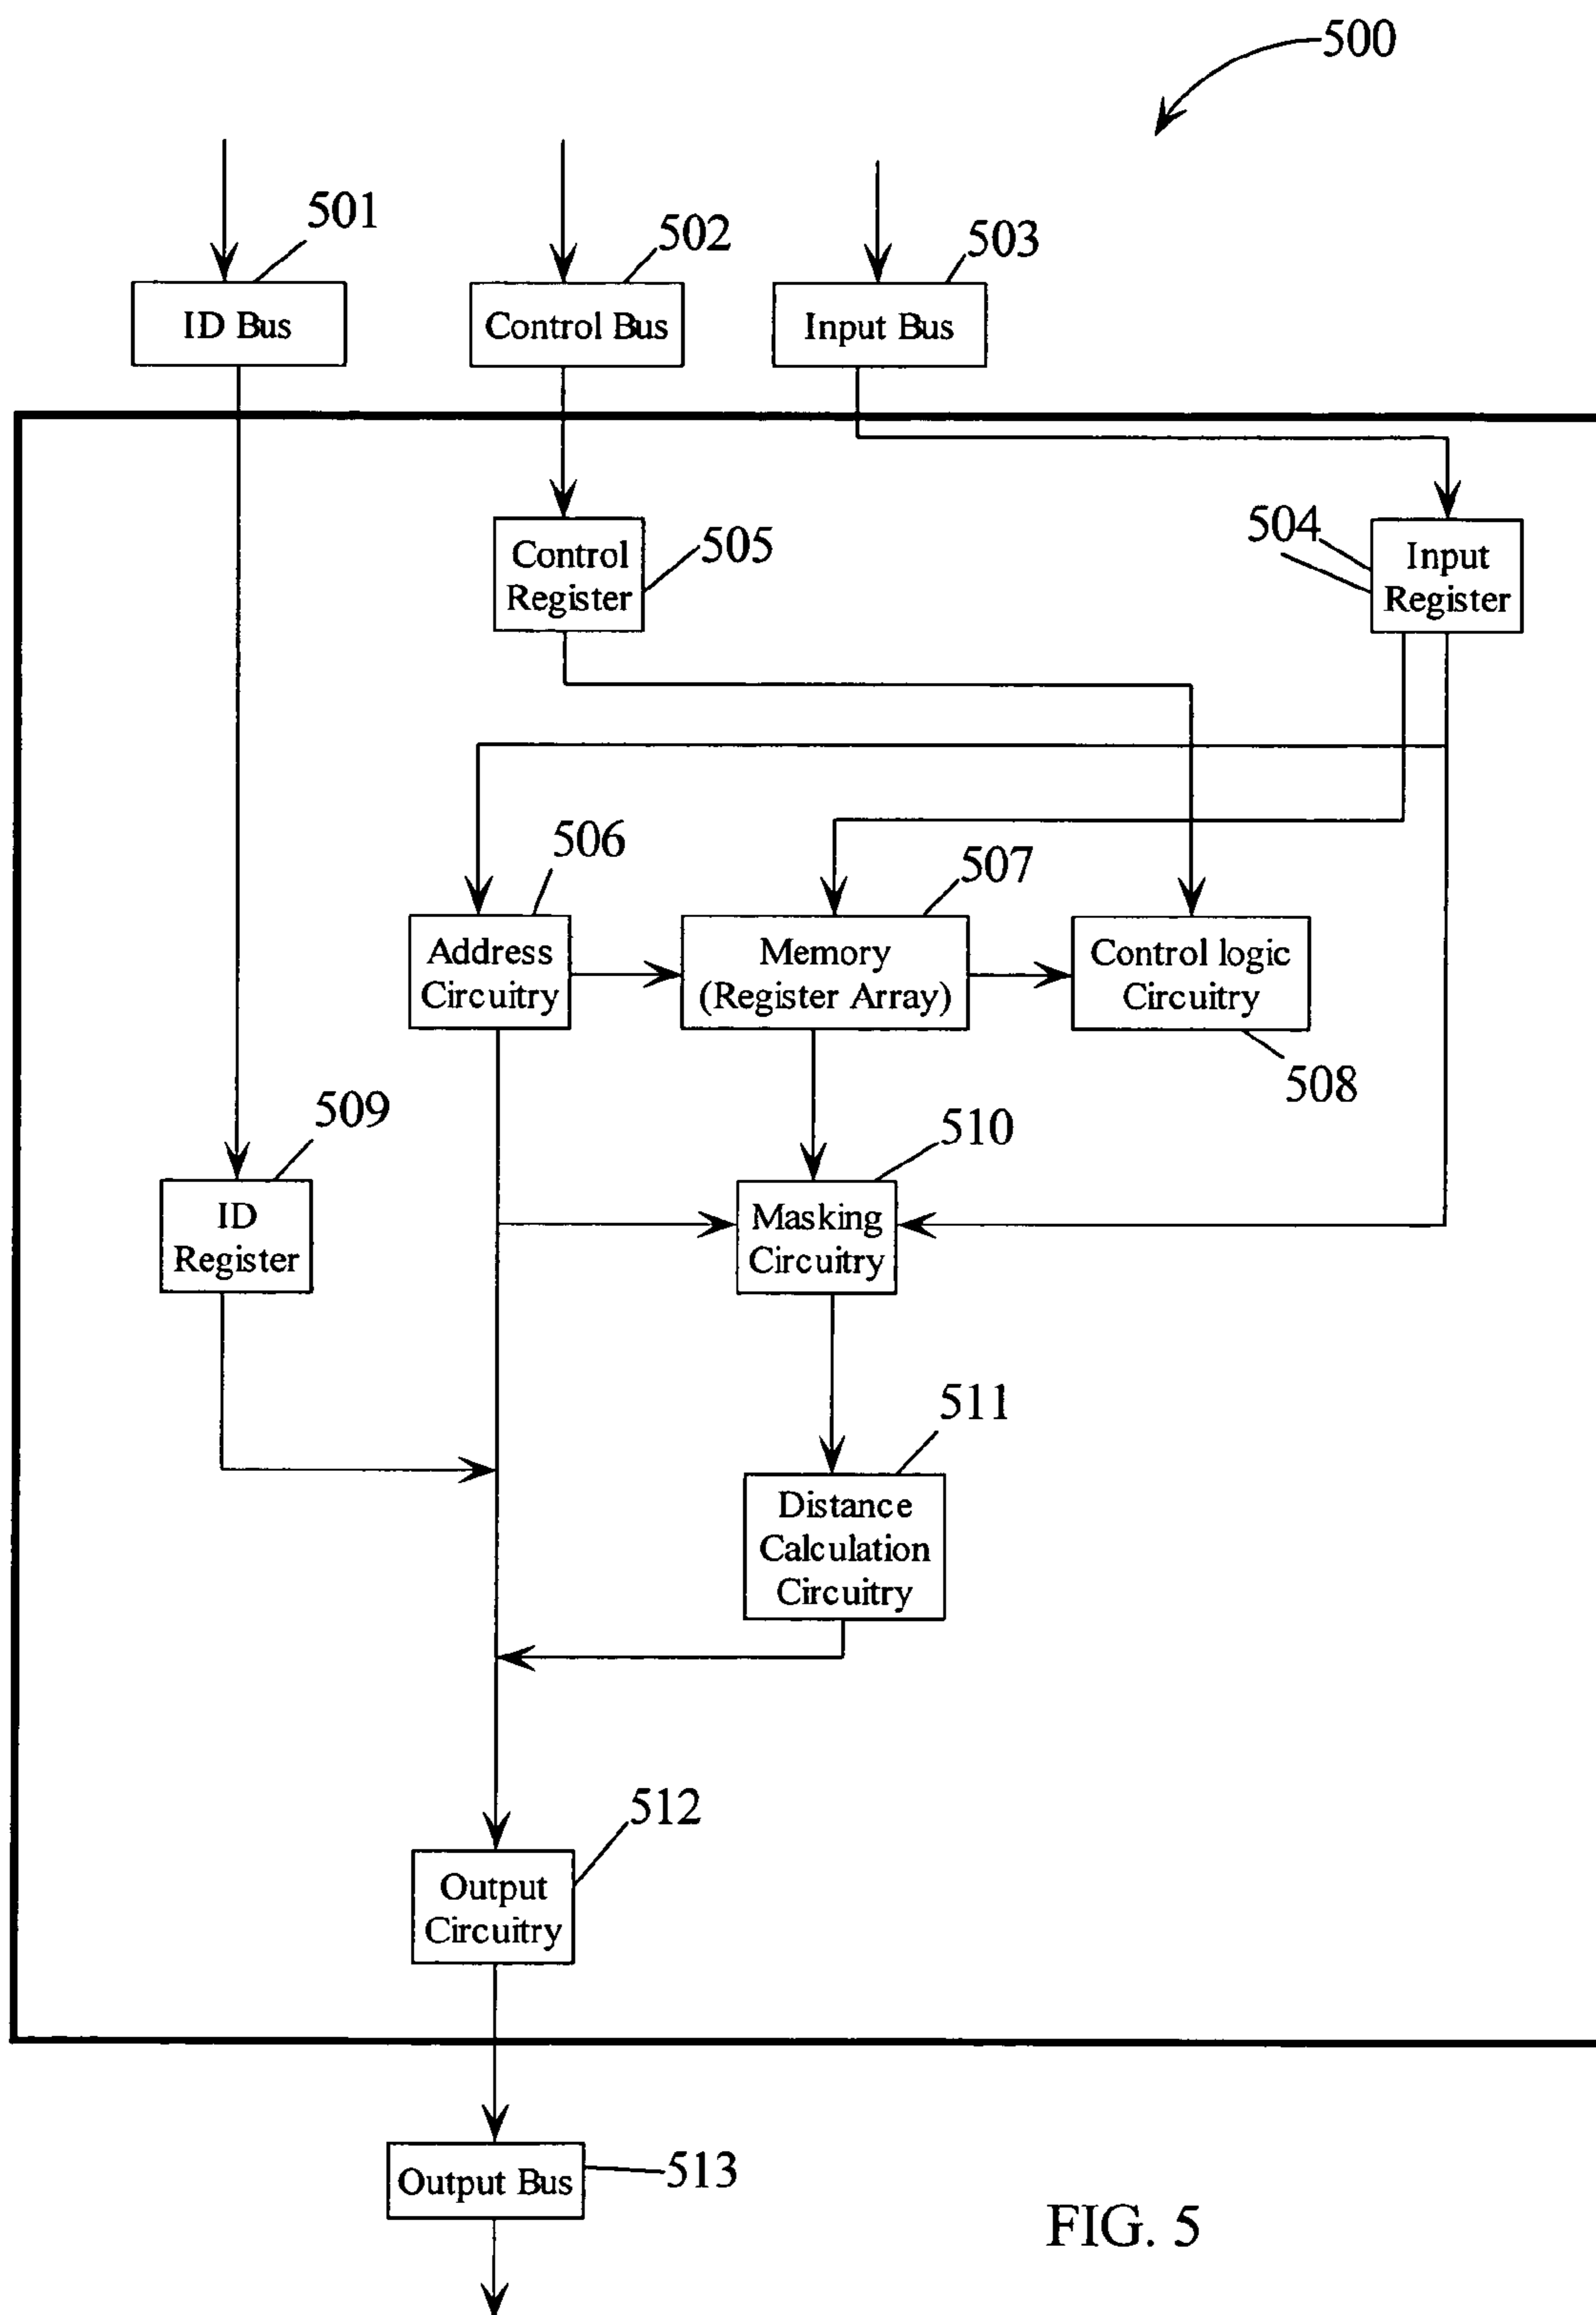 500
501
502
503
ID Bus
Control Bus
Input Bus
Control
Register
505
504
Input
Register
506
507
Address
Circuitry
Memory
(Register Array)
Control logic
Circuitry
508
509
510
ID
Register
Masking
Circuitry
511
Distance
Calculation
Circuitry
512
Output
Circuitry
Output Bus
513
FIG. 5